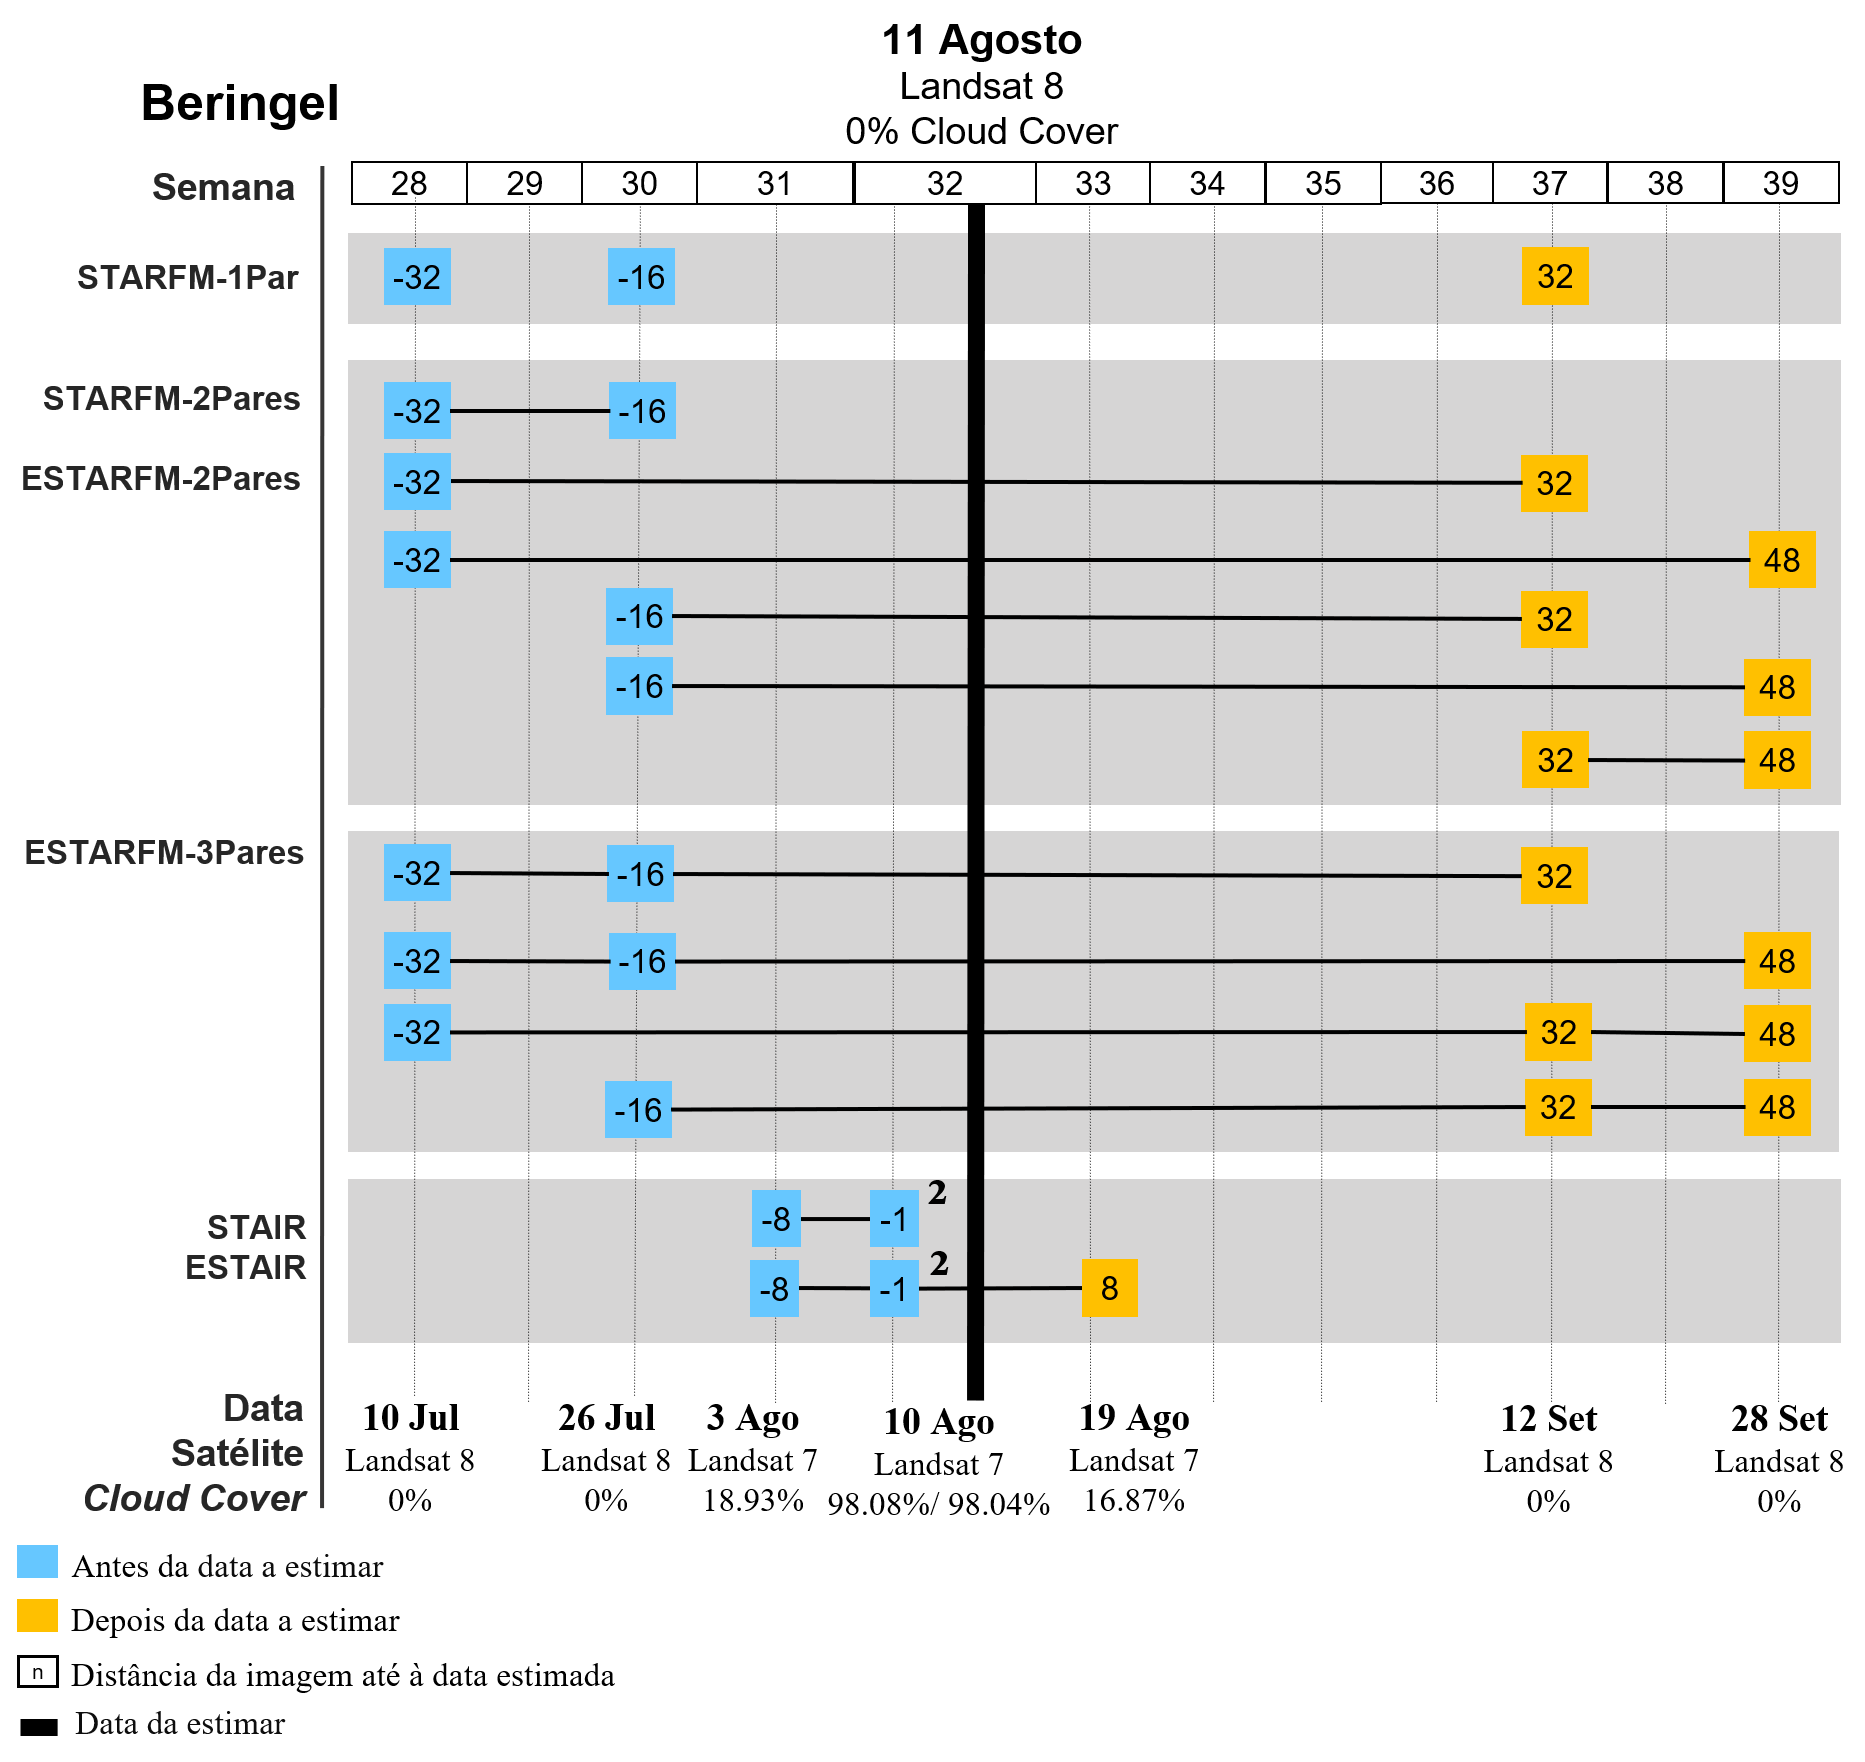 11 Agosto
Landsat 8
0% Cloud Cover
Beringel
Semana 28 29 30 31 32 33 34 35 36 37 38 39
STARFM-1Par -32 -16 32
STARFM-2Pares -32 -16
ESTARFM-2Pares -32 32
-32 48
-16 32
-16 48
32 48
ESTARFM-3Pares -32 -16 32
-32 -16 48
-32 32 48
-16 32 48
STAIR -8 -1 2
ESTAIR -8 -1 2 8
Data 10 Jul 26 Jul 3 Ago 10 Ago 19 Ago 12 Set 28 Set
Satélite Landsat 8 Landsat 8 Landsat 7 Landsat 7 Landsat 7 Landsat 8 Landsat 8
Cloud Cover 0% 0% 18.93% 98.08%/ 98.04% 16.87% 0% 0%
Antes da data a estimar
Depois da data a estimar
n Distância da imagem até à data estimada
Data da estimar